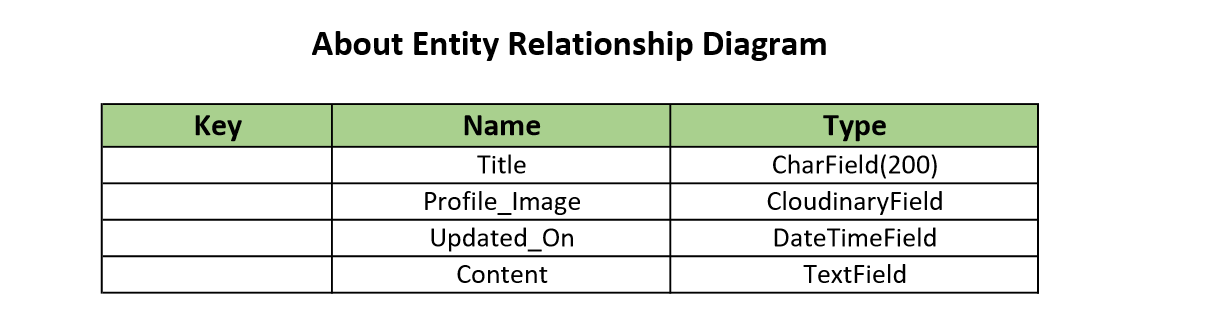 About Entity Relationship Diagram
Key Name Type
Title CharField(200)
Profile_Image CloudinaryField
Updated_On DateTimeField
Content TextField